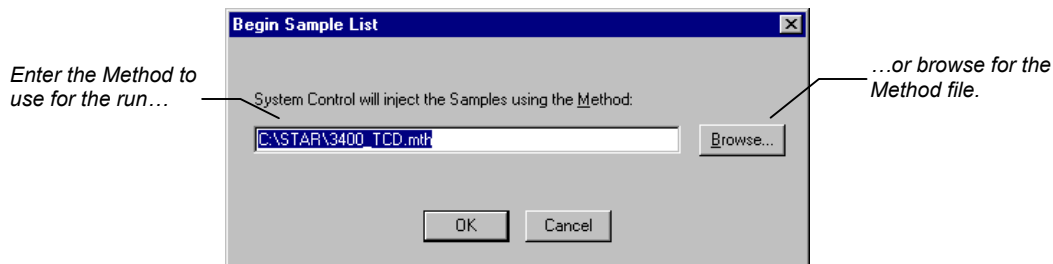 Begin Sample List
Enter the Method to
use for the run…
…or browse for the
Method file.
System Control will inject the Samples using the Method:
C:\STAR\3400_TCD.mth
Browse...
OK
Cancel